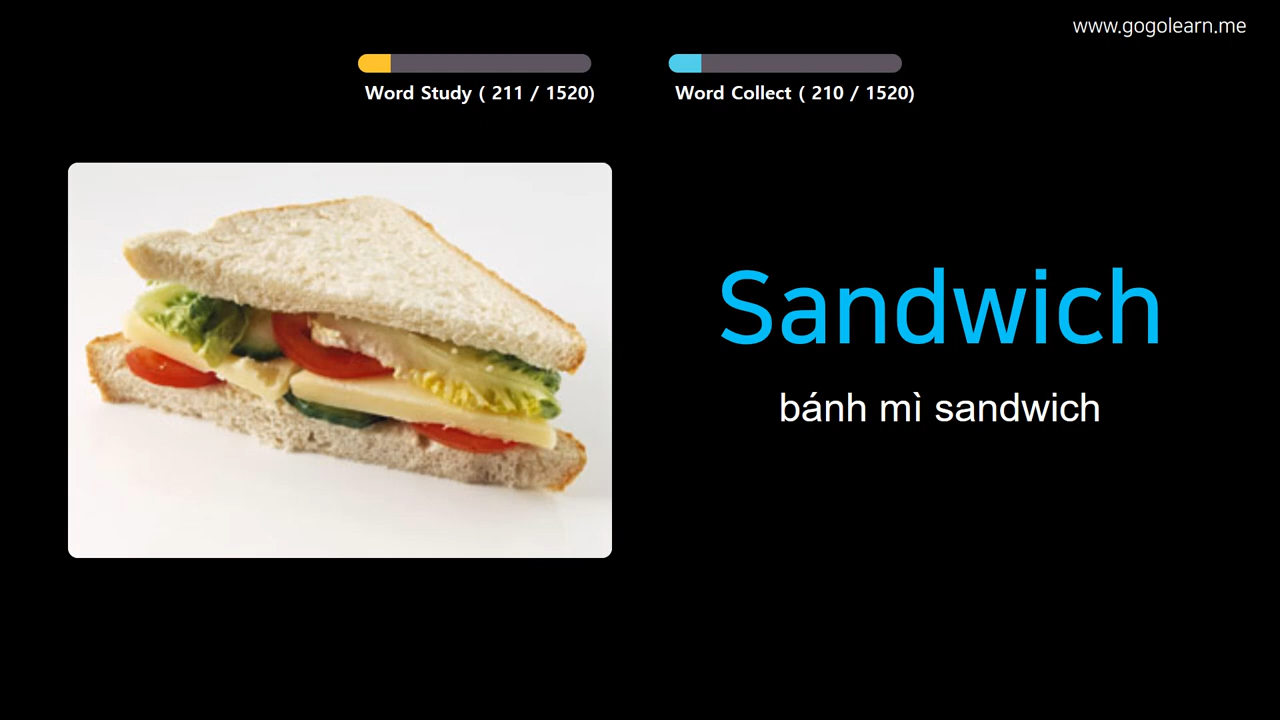 www.gogolearn.me
Word Study ( 211 / 1520)
Word Collect ( 210 / 1520)
Sandwich
bánh mì sandwich